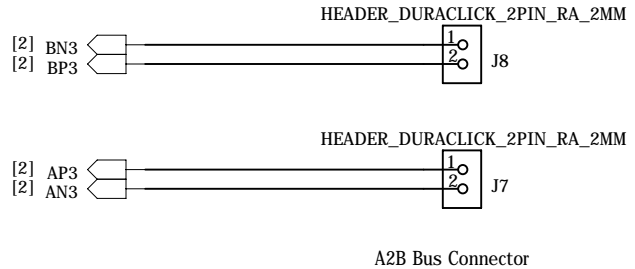 HEADER_DURACLICK_2PIN_RA_2MM
[2] BN3 1
[2] BP3 2 J8
HEADER_DURACLICK_2PIN_RA_2MM
[2] AP3 1
[2] AN3 2 J7
A2B Bus Connector